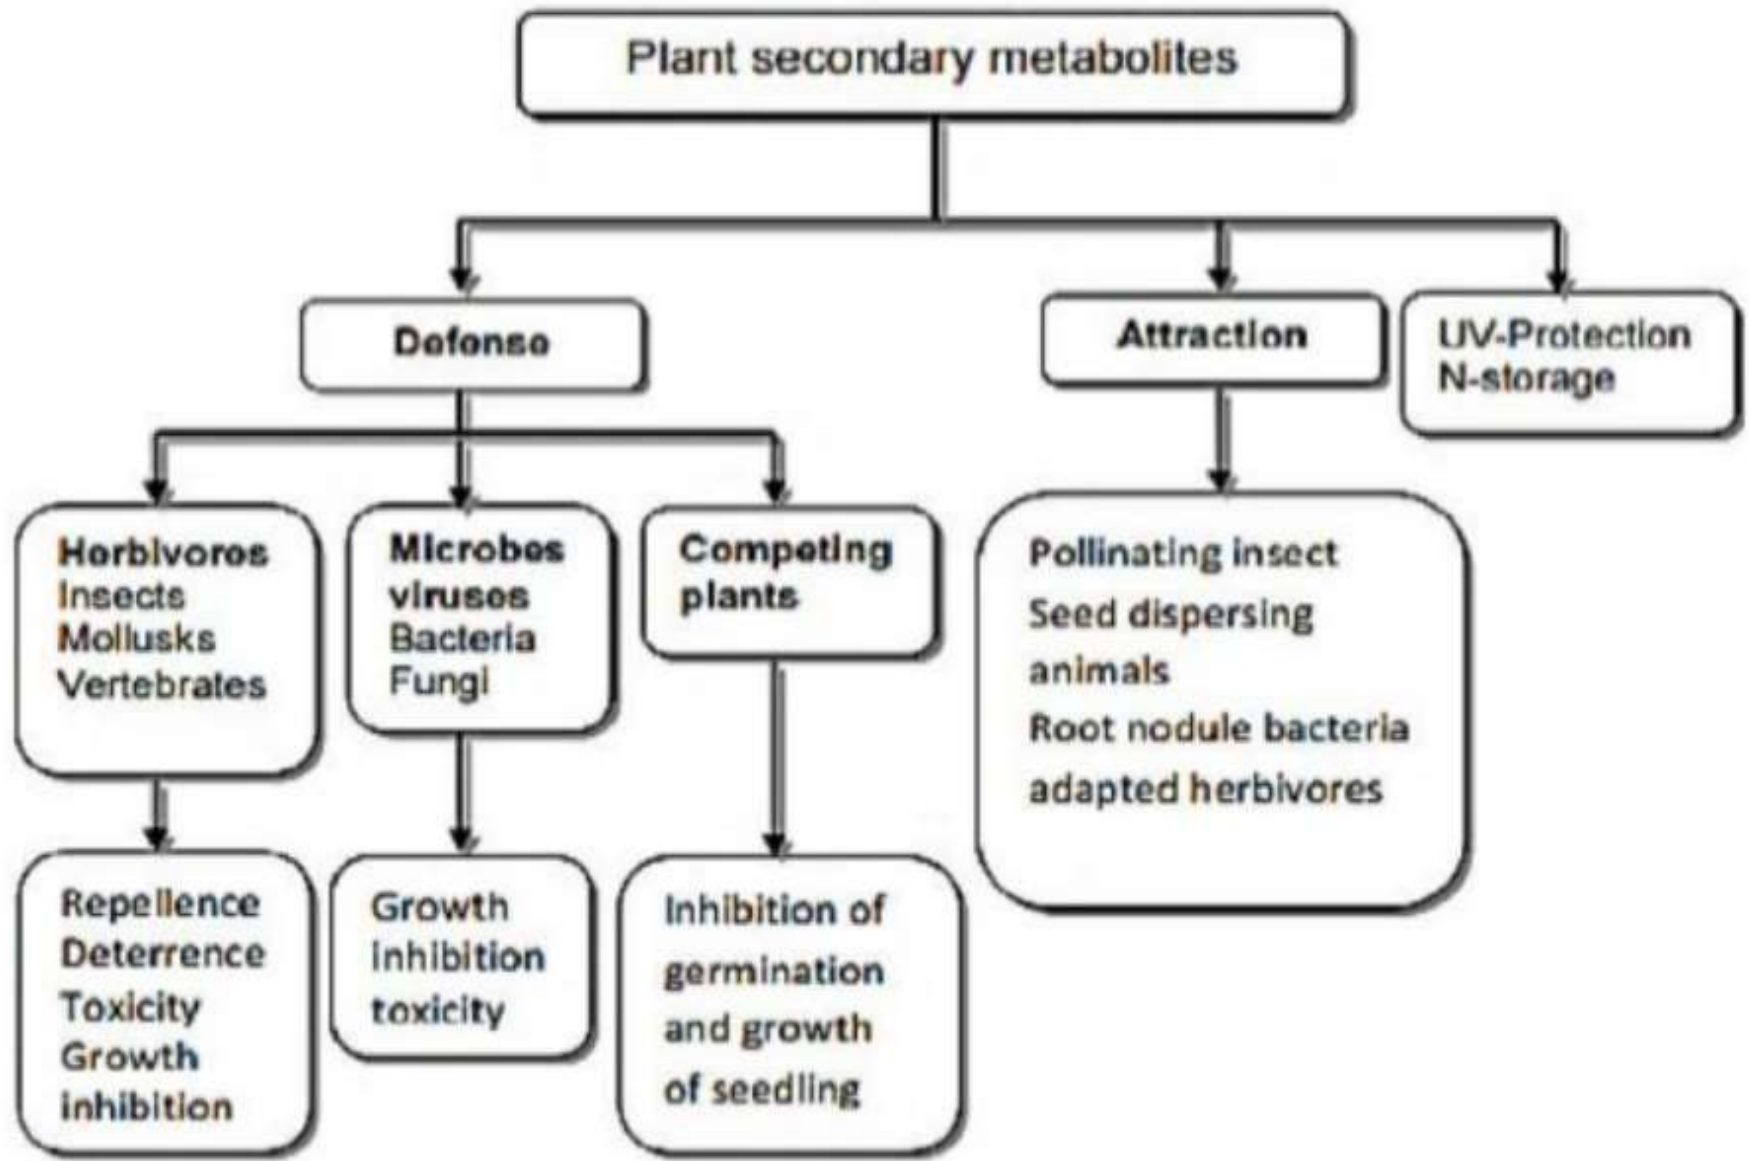 Plant secondary metabolites
Defense
Attraction
UV-Protection
N-storage
Herbivores
Insects
Mollusks
Vertebrates
Microbes
viruses
Bacteria
Fungi
Competing
plants
Pollinating insect
Seed dispersing
animals
Root nodule bacteria
adapted herbivores
Repellence
Deterrence
Toxicity
Growth
inhibition
Growth
inhibition
toxicity
Inhibition of
germination
and growth
of seedling